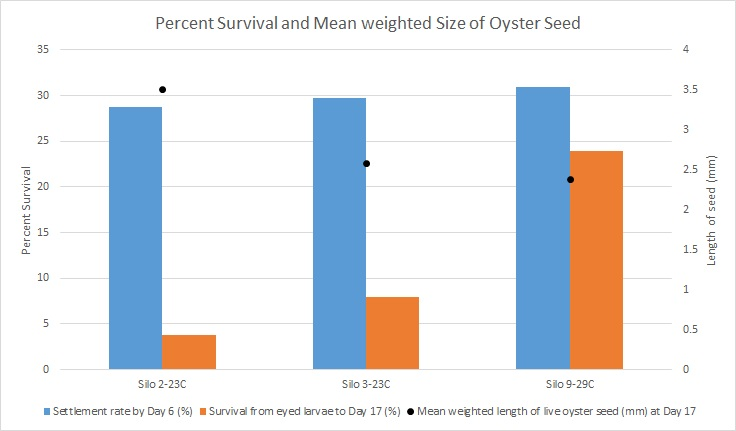 Percent Survival and Mean weighted Size of Oyster Seed
35
30
25
20
15
10
5
0
Percent Survival
4
3.5
3
2.5
2
1.5
1
0.5
0
Length of seed (mm)
Silo 2-23C
Silo 3-23C
Silo 9-29C
Settlement rate by Day 6 (%)
Survival from eyed larvae to Day 17 (%)
Mean weighted length of live oyster seed (mm) at Day 17